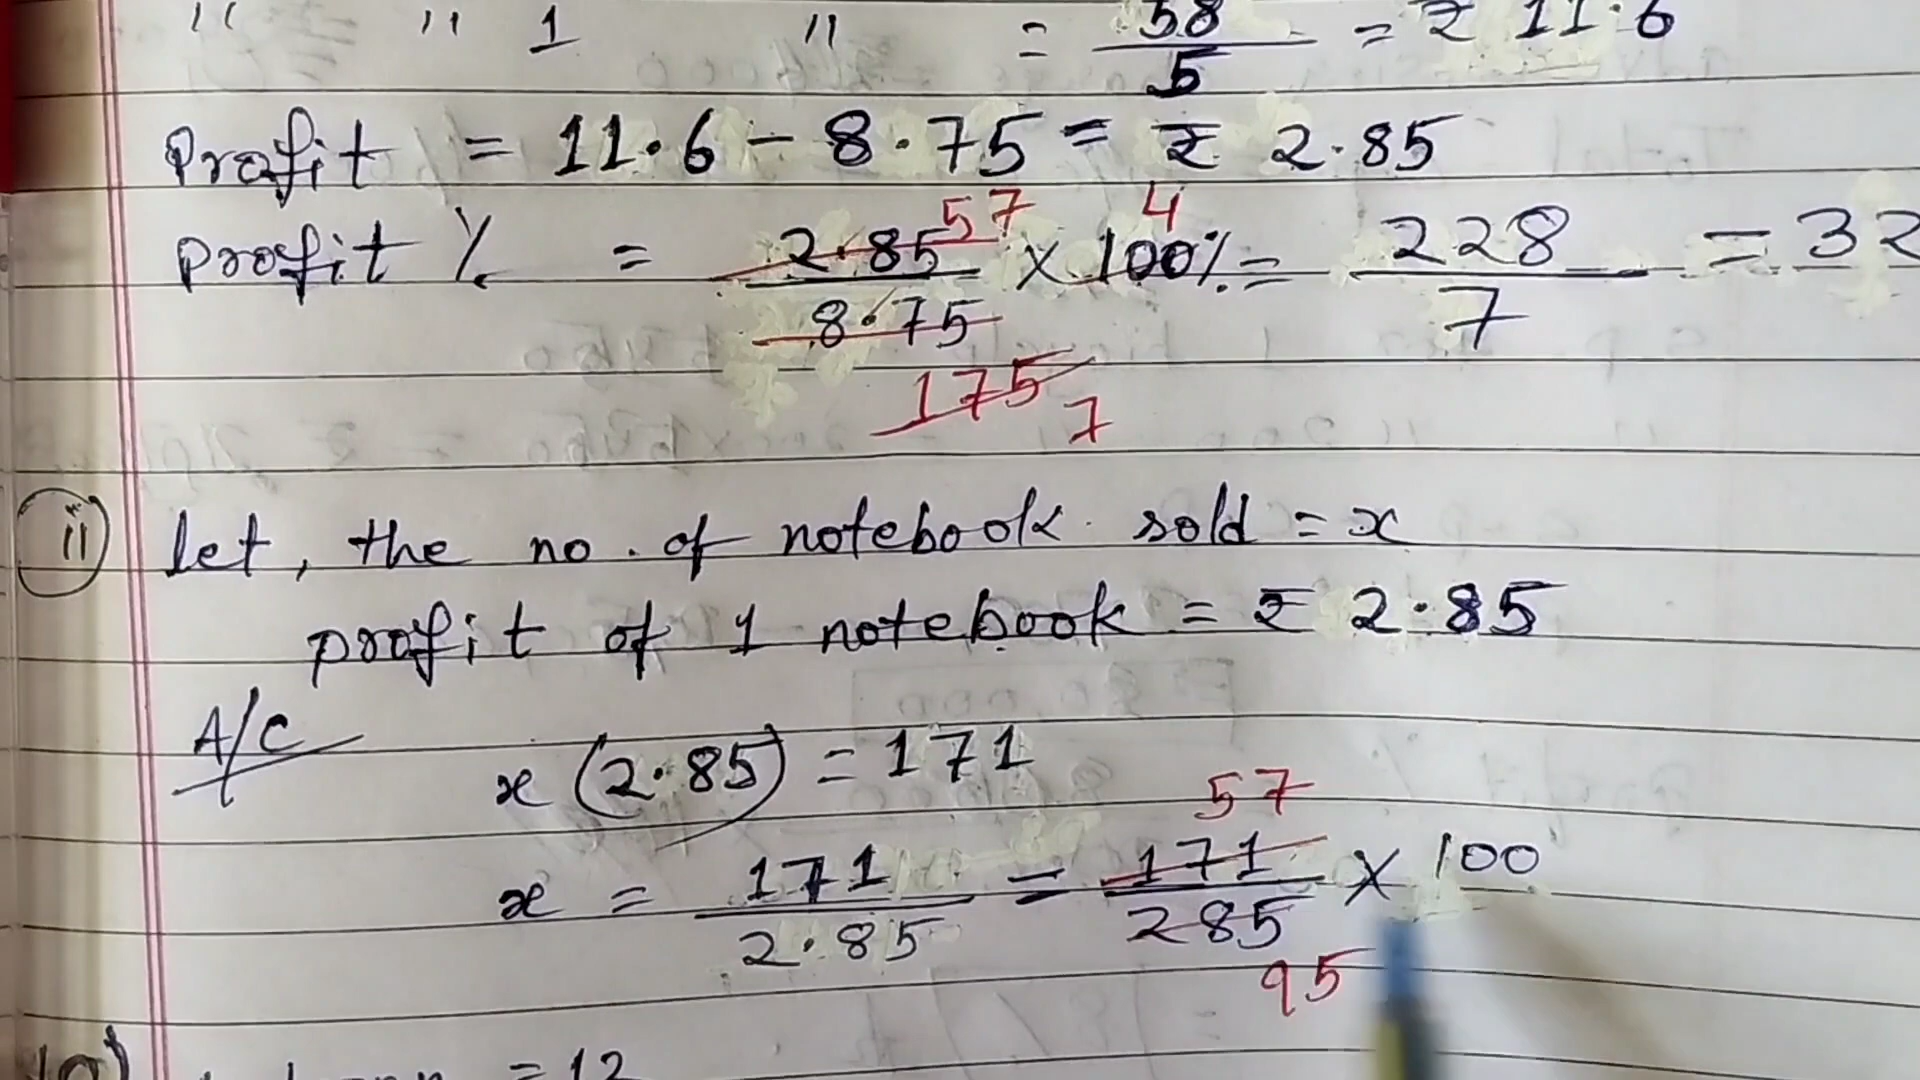 " " 1 " = 58/5 = ₹ 11.6
Profit = 11.6 - 8.75 = ₹ 2.85
57 4
Profit % = 2.85/8.75 × 100% = 228/7 = 32
175 7
ii let, the no. of notebook sold = x
profit of 1 notebook = ₹ 2.85
A/C
x (2.85) = 171
57
x = 171/2.85 = 171/285 × 100
95
= 12